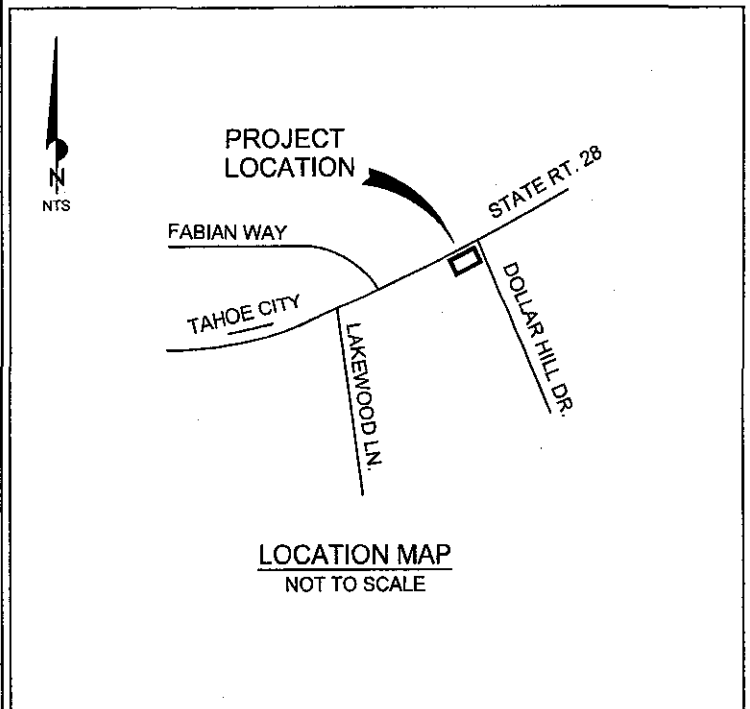 N
NTS
PROJECT
LOCATION
STATE RT. 28
FABIAN WAY
TAHOE CITY
LAKEWOOD LN.
DOLLAR HILL DR.
LOCATION MAP
NOT TO SCALE